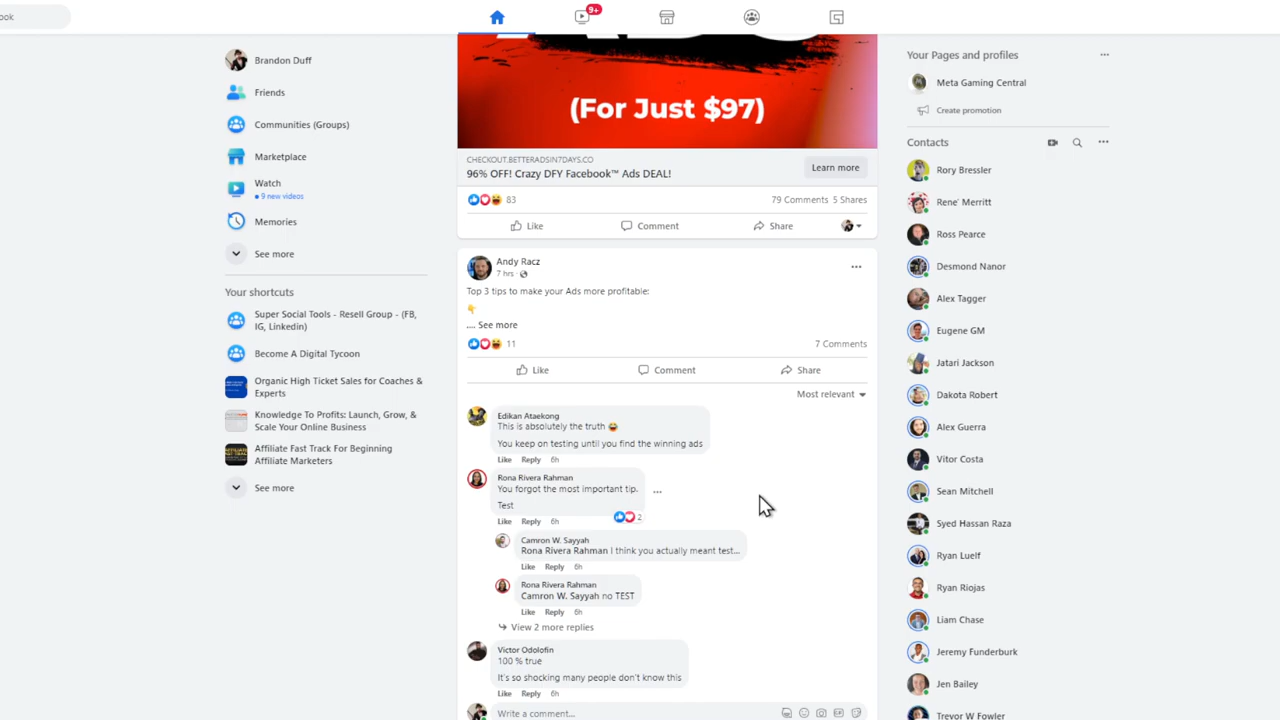 ook
9+
Brandon Duff
Friends
Communities (Groups)
Marketplace
Watch
9 new videos
Memories
See more
Your shortcuts
Super Social Tools - Resell Group - (FB,
IG, Linkedin)
Become A Digital Tycoon
Organic High Ticket Sales for Coaches &
Experts
Knowledge To Profits: Launch, Grow, &
Scale Your Online Business
Affiliate Fast Track For Beginning
Affiliate Marketers
See more
(For Just $97)
CHECKOUT.BETTERADSIN7DAYS.CO
96% OFF! Crazy DFY Facebook™ Ads DEAL!
Learn more
83
79 Comments 5 Shares
Like Comment Share
Andy Racz
7 hrs ·
Top 3 tips to make your Ads more profitable:
.... See more
11
7 Comments
Like Comment Share
Most relevant
Edikan Ataekong
This is absolutely the truth
You keep on testing until you find the winning ads
Like Reply 6h
Rona Rivera Rahman
You forgot the most important tip.
Test
2
Like Reply 6h
Camron W. Sayyah
Rona Rivera Rahman I think you actually meant test...
Like Reply 6h
Rona Rivera Rahman
Camron W. Sayyah no TEST
Like Reply 6h
View 2 more replies
Victor Odolofin
100 % true
It's so shocking many people don't know this
Like Reply 6h
Write a comment...
Your Pages and profiles
Meta Gaming Central
Create promotion
Contacts
Rory Bressler
Rene' Merritt
Ross Pearce
Desmond Nanor
Alex Tagger
Eugene GM
Jatari Jackson
Dakota Robert
Alex Guerra
Vitor Costa
Sean Mitchell
Syed Hassan Raza
Ryan Luelf
Ryan Riojas
Liam Chase
Jeremy Funderburk
Jen Bailey
Trevor W Fowler